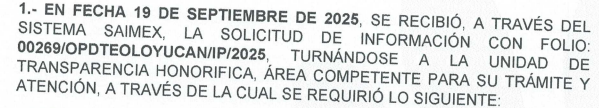 1.- EN FECHA 19 DE SEPTIEMBRE DE 2025, SE RECIBIÓ, A TRAVÉS DEL
SISTEMA SAIMEX, LA SOLICITUD DE INFORMACIÓN CON FOLIO:
00269/OPDTEOLOYUCAN/IP/2025, TURNÁNDOSE A LA UNIDAD DE
TRANSPARENCIA HONORIFICA, ÁREA COMPETENTE PARA SU TRÁMITE Y
ATENCIÓN, A TRAVÉS DE LA CUAL SE REQUIRIÓ LO SIGUIENTE: